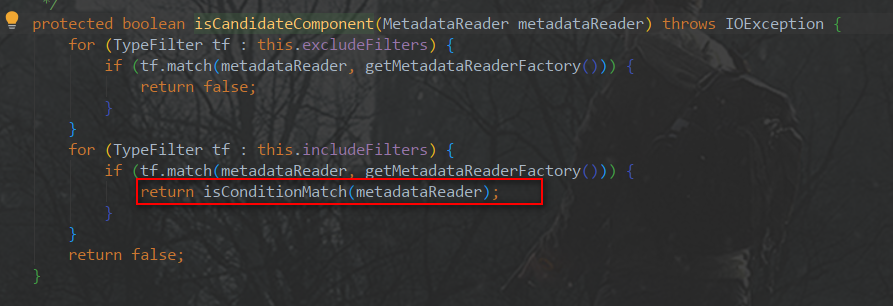 */
protected boolean isCandidateComponent(MetadataReader metadataReader) throws IOException {
for (TypeFilter tf : this.excludeFilters) {
if (tf.match(metadataReader, getMetadataReaderFactory())) {
return false;
}
}
for (TypeFilter tf : this.includeFilters) {
if (tf.match(metadataReader, getMetadataReaderFactory())) {
return isConditionMatch(metadataReader);
}
}
return false;
}